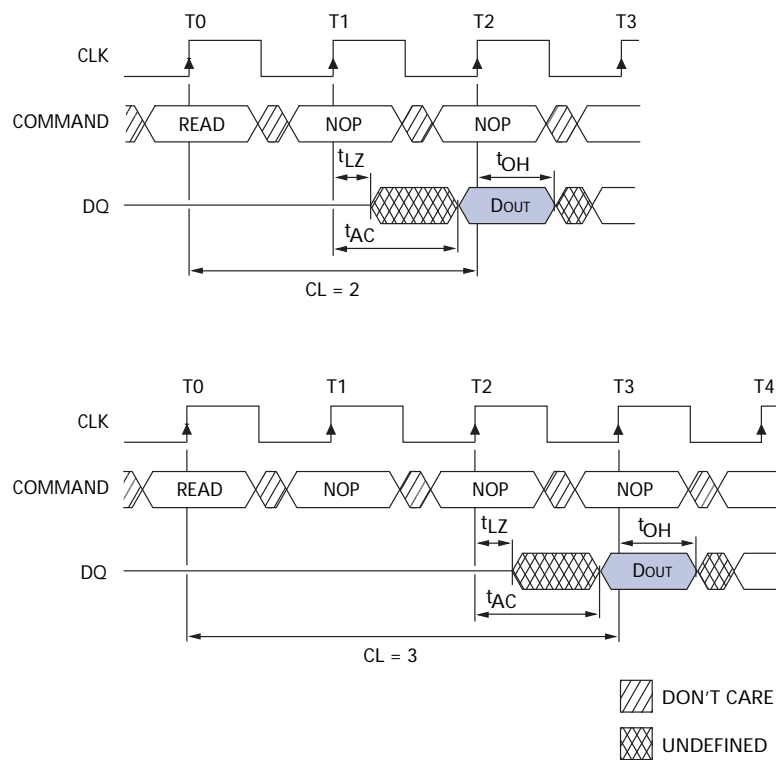 T0 T1 T2 T3
CLK
COMMAND READ NOP NOP
tLZ tOH
DQ DOUT
tAC
CL = 2
T0 T1 T2 T3 T4
CLK
COMMAND READ NOP NOP NOP
tLZ tOH
DQ DOUT
tAC
CL = 3
DON'T CARE
UNDEFINED